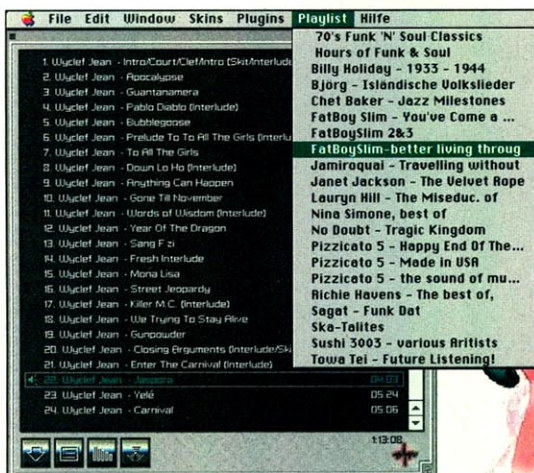 File Edit Window Skins Plugins Playlist Hilfe
1. Wyclef Jean - Intro/Court/Clef/Intro (Skit/Interlude
2. Wyclef Jean - Apocalypse
3. Wyclef Jean - Guantanamera
4. Wyclef Jean - Pablo Diablo (Interlude)
5. Wyclef Jean - Bubblegoose
6. Wyclef Jean - Prelude To To All The Girls (Interlu
7. Wyclef Jean - To All The Girls
8. Wyclef Jean - Down Lo Ho (Interlude)
9. Wyclef Jean - Anything Can Happen
10. Wyclef Jean - Gone Till November
11. Wyclef Jean - Words of Wisdom (Interlude)
12. Wyclef Jean - Year Of The Dragon
13. Wyclef Jean - Sang F zi
14. Wyclef Jean - Fresh Interlude
15. Wyclef Jean - Mona Lisa
16. Wyclef Jean - Street Jeopardy
17. Wyclef Jean - Killer M.C. (Interlude)
18. Wyclef Jean - We Trying To Stay Alive
19. Wyclef Jean - Gunpowder
20. Wyclef Jean - Closing Arguments (Interlude/Ski
21. Wyclef Jean - Enter The Carnival (Interlude)
22. Wyclef Jean - Jaspora 04:03
23. Wyclef Jean - Yelé 05:24
24. Wyclef Jean - Carnival 05:06
1:13:08
70's Funk 'N' Soul Classics
Hours of Funk & Soul
Billy Holiday - 1933 - 1944
Björg - Isländische Volkslieder
Chet Baker - Jazz Milestones
FatBoy Slim - You've Come a ...
FatBoySlim 2&3
FatBoySlim-better living throug
Jamiroquai - Travelling without
Janet Jackson - The Velvet Rope
Lauryn Hill - The Miseduc. of
Nina Simone, best of
No Doubt - Tragic Kingdom
Pizzicato 5 - Happy End Of The...
Pizzicato 5 - Made in USA
Pizzicato 5 - the sound of mu...
Richie Havens - The best of,
Sagat - Funk Dat
Ska-Talites
Sushi 3003 - various Aritists
Towa Tei - Future Listening!